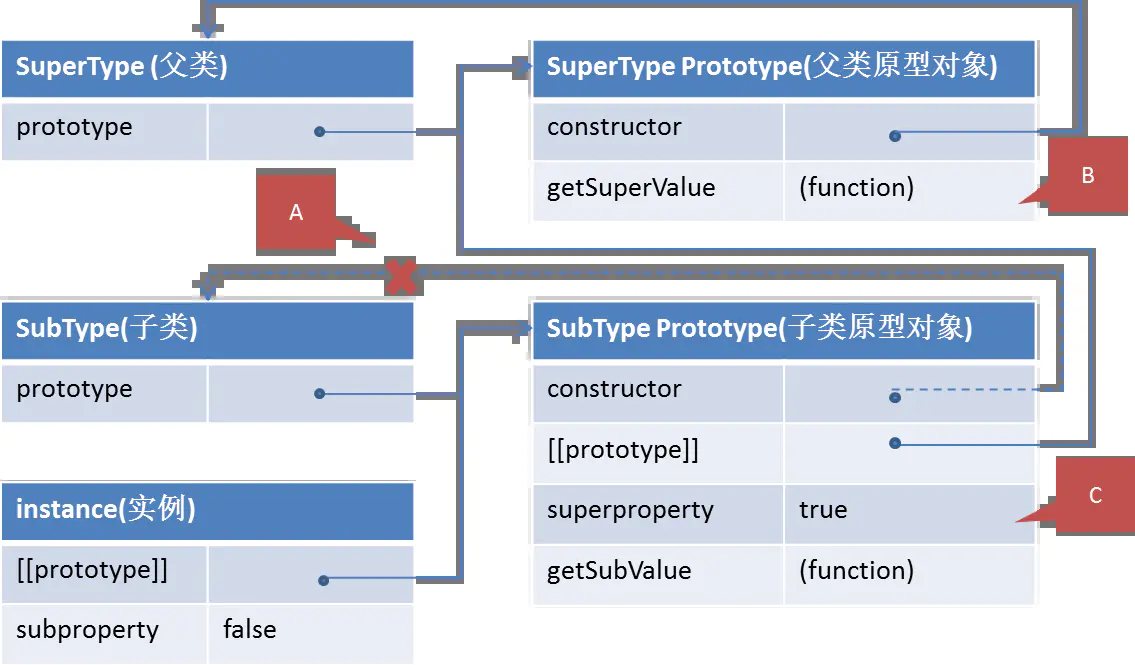 SuperType (父类)
prototype
SuperType Prototype(父类原型对象)
constructor
getSuperValue (function)
B
A
SubType(子类)
prototype
SubType Prototype(子类原型对象)
constructor
[[prototype]]
superproperty true
getSubValue (function)
C
instance(实例)
[[prototype]]
subproperty false